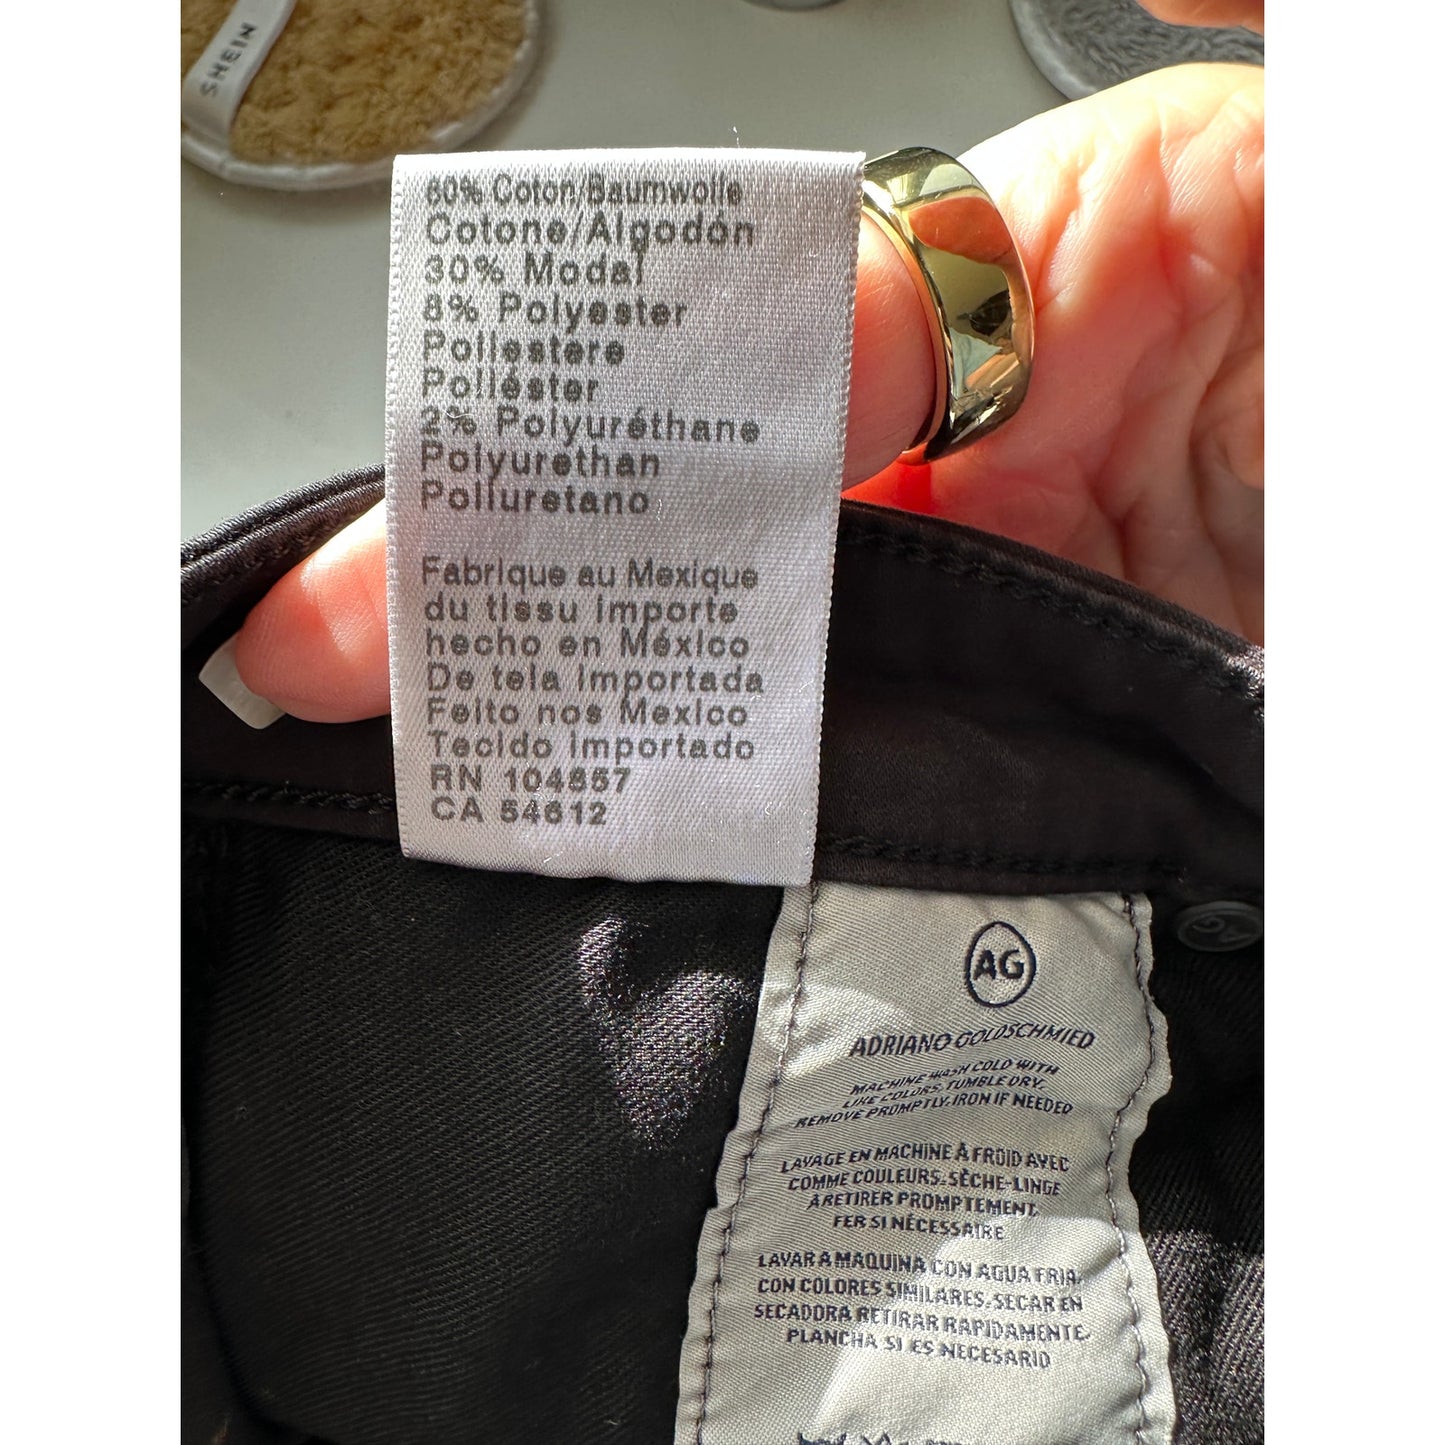 SHEIN
60% Coton/Baumwolle
Cotone/Algodón
30% Modal
8% Polyester
Poliestere
Poliéster
2% Polyuréthane
Polyurethan
Poliuretano
Fabrique au Mexique
du tissu importe
hecho en México
De tela importada
Feito nos Mexico
Tecido importado
RN 104857
CA 54612
AG
AG
ADRIANO GOLDSCHMIED
MACHINE WASH COLD WITH
LIKE COLORS. TUMBLE DRY.
REMOVE PROMPTLY. IRON IF NEEDED
LAVAGE EN MACHINE À FROID AVEC
COMME COULEURS. SÈCHE-LINGE
À RETIRER PROMPTEMENT.
FER SI NÉCESSAIRE
LAVAR A MAQUINA CON AGUA FRIA.
CON COLORES SIMILARES. SECAR EN
SECADORA RETIRAR RAPIDAMENTE.
PLANCHA SI ES NECESARIO